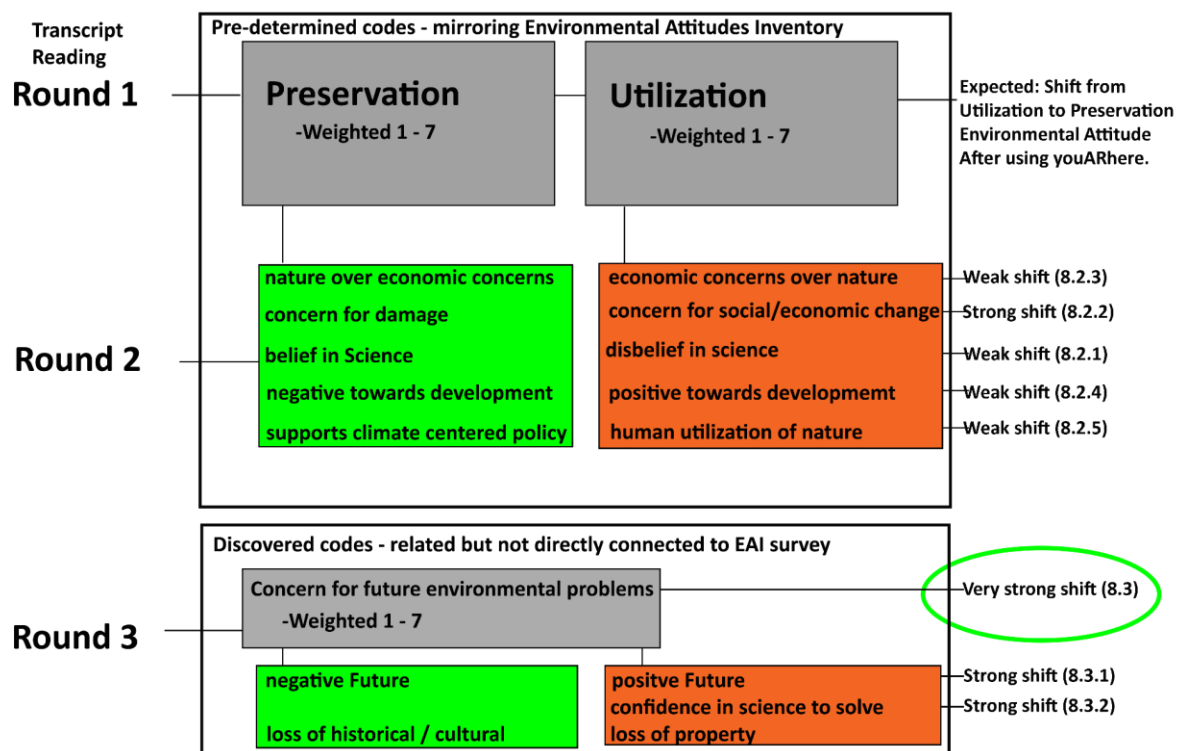 Transcript
Reading
Round 1
Pre-determined codes - mirroring Environmental Attitudes Inventory
Preservation
-Weighted 1 - 7
Utilization
-Weighted 1 - 7
Expected: Shift from
Utilization to Preservation
Environmental Attitude
After using youARhere.
Round 2
nature over economic concerns
concern for damage
belief in Science
negative towards development
supports climate centered policy
economic concerns over nature
concern for social/economic change
disbelief in science
positive towards developmemt
human utilization of nature
Weak shift (8.2.3)
Strong shift (8.2.2)
Weak shift (8.2.1)
Weak shift (8.2.4)
Weak shift (8.2.5)
Round 3
Discovered codes - related but not directly connected to EAI survey
Concern for future environmental problems
-Weighted 1 - 7
Very strong shift (8.3)
negative Future
loss of historical / cultural
positve Future
confidence in science to solve
loss of property
Strong shift (8.3.1)
Strong shift (8.3.2)